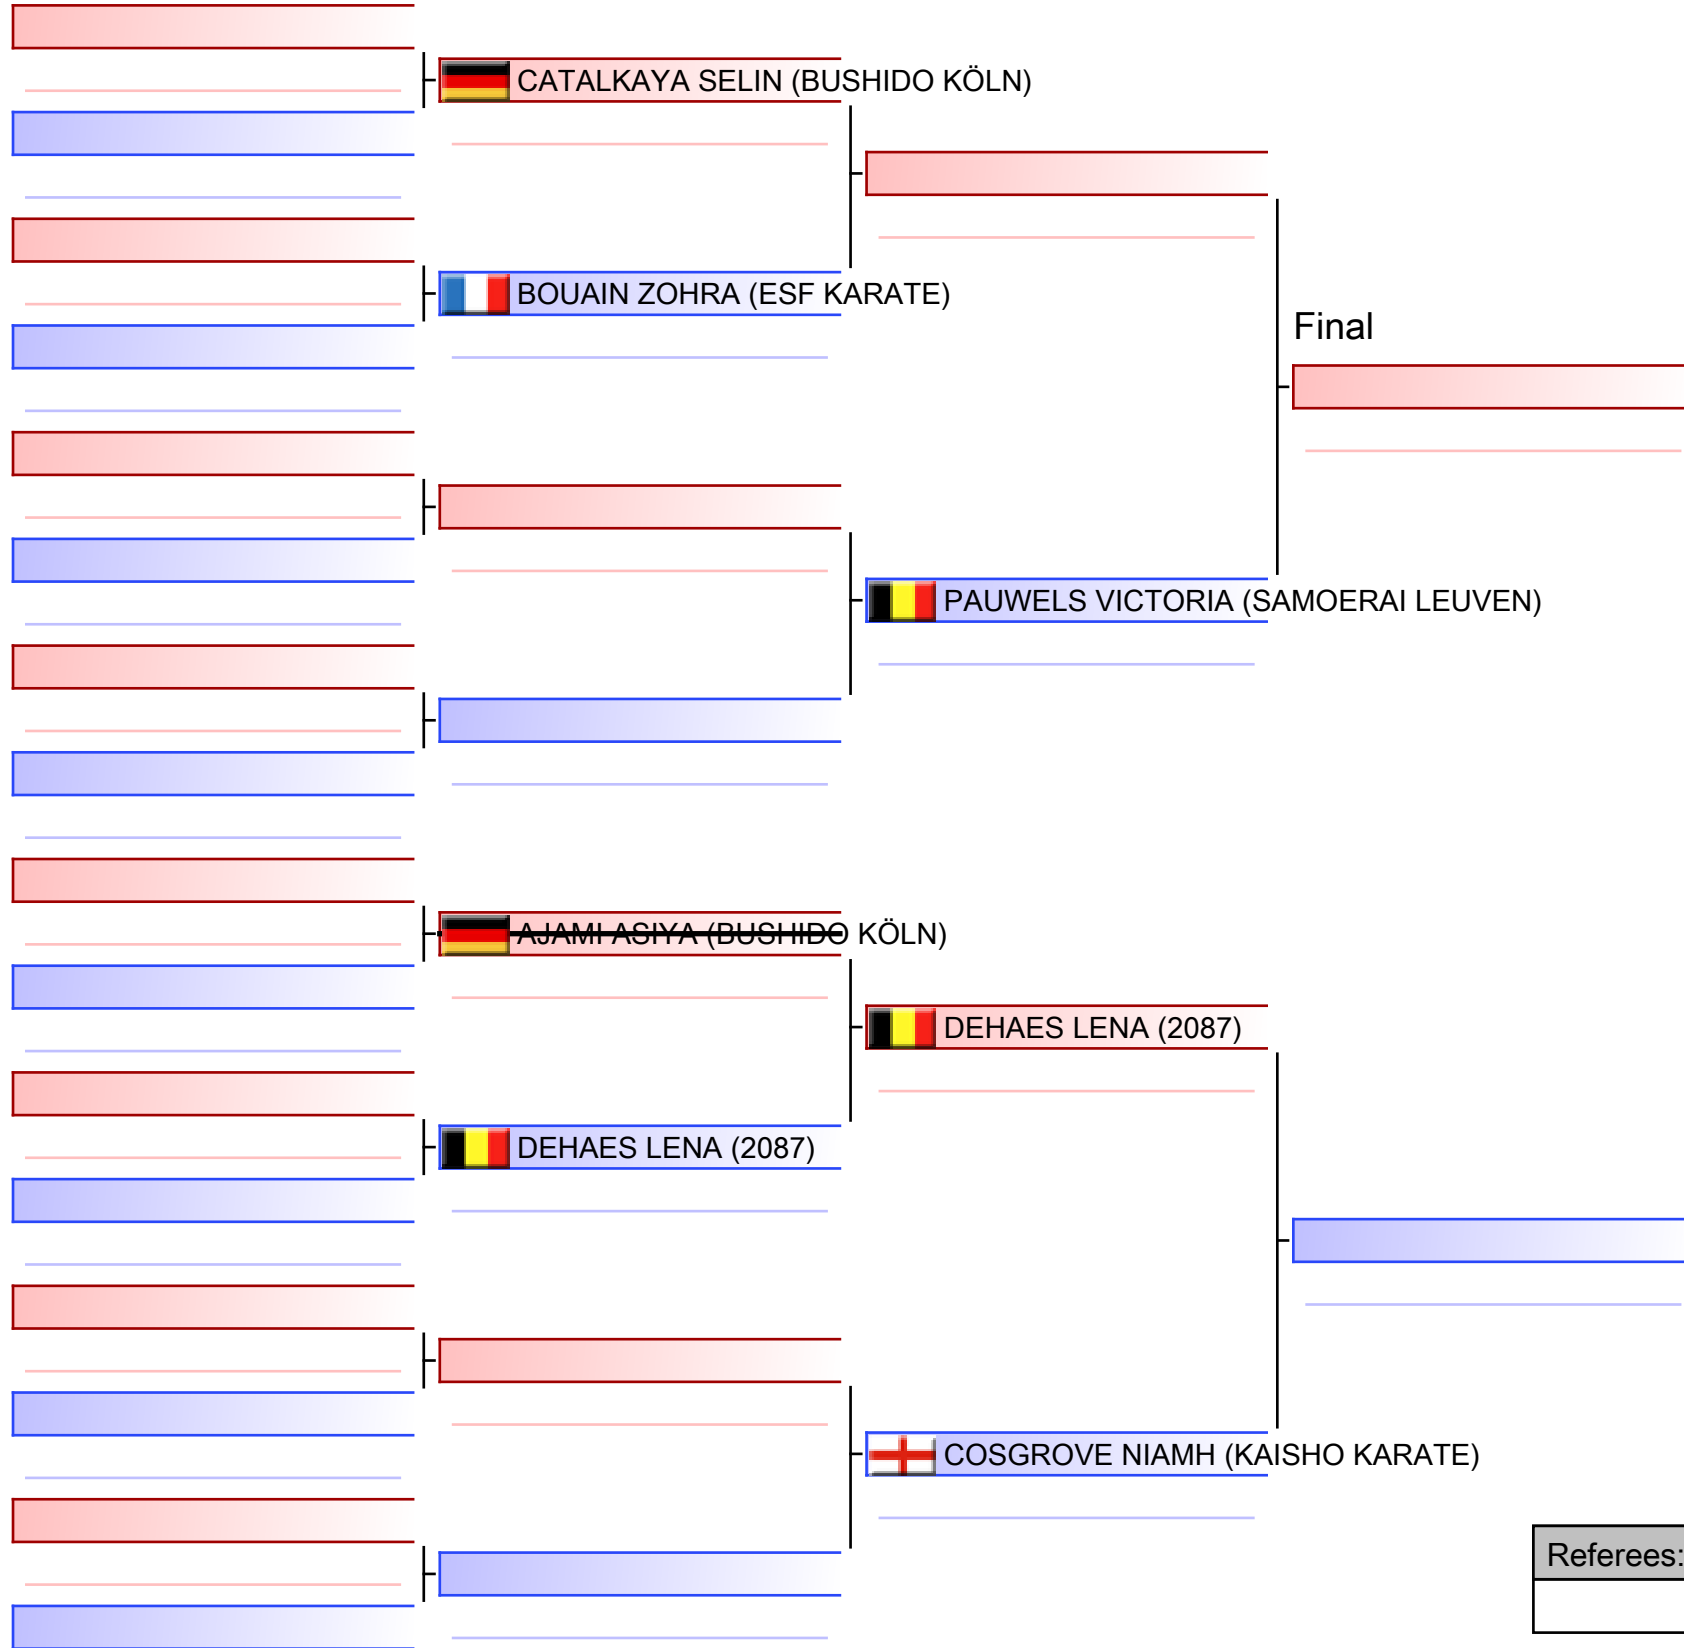 CATALKAYA SELIN (BUSHIDO KÖLN)
BOUAIN ZOHRA (ESF KARATE)
Final
PAUWELS VICTORIA (SAMOERAI LEUVEN)
AJAMI ASIYA (BUSHIDO KÖLN)
DEHAES LENA (2087)
DEHAES LENA (2087)
COSGROVE NIAMH (KAISHO KARATE)
Referees: